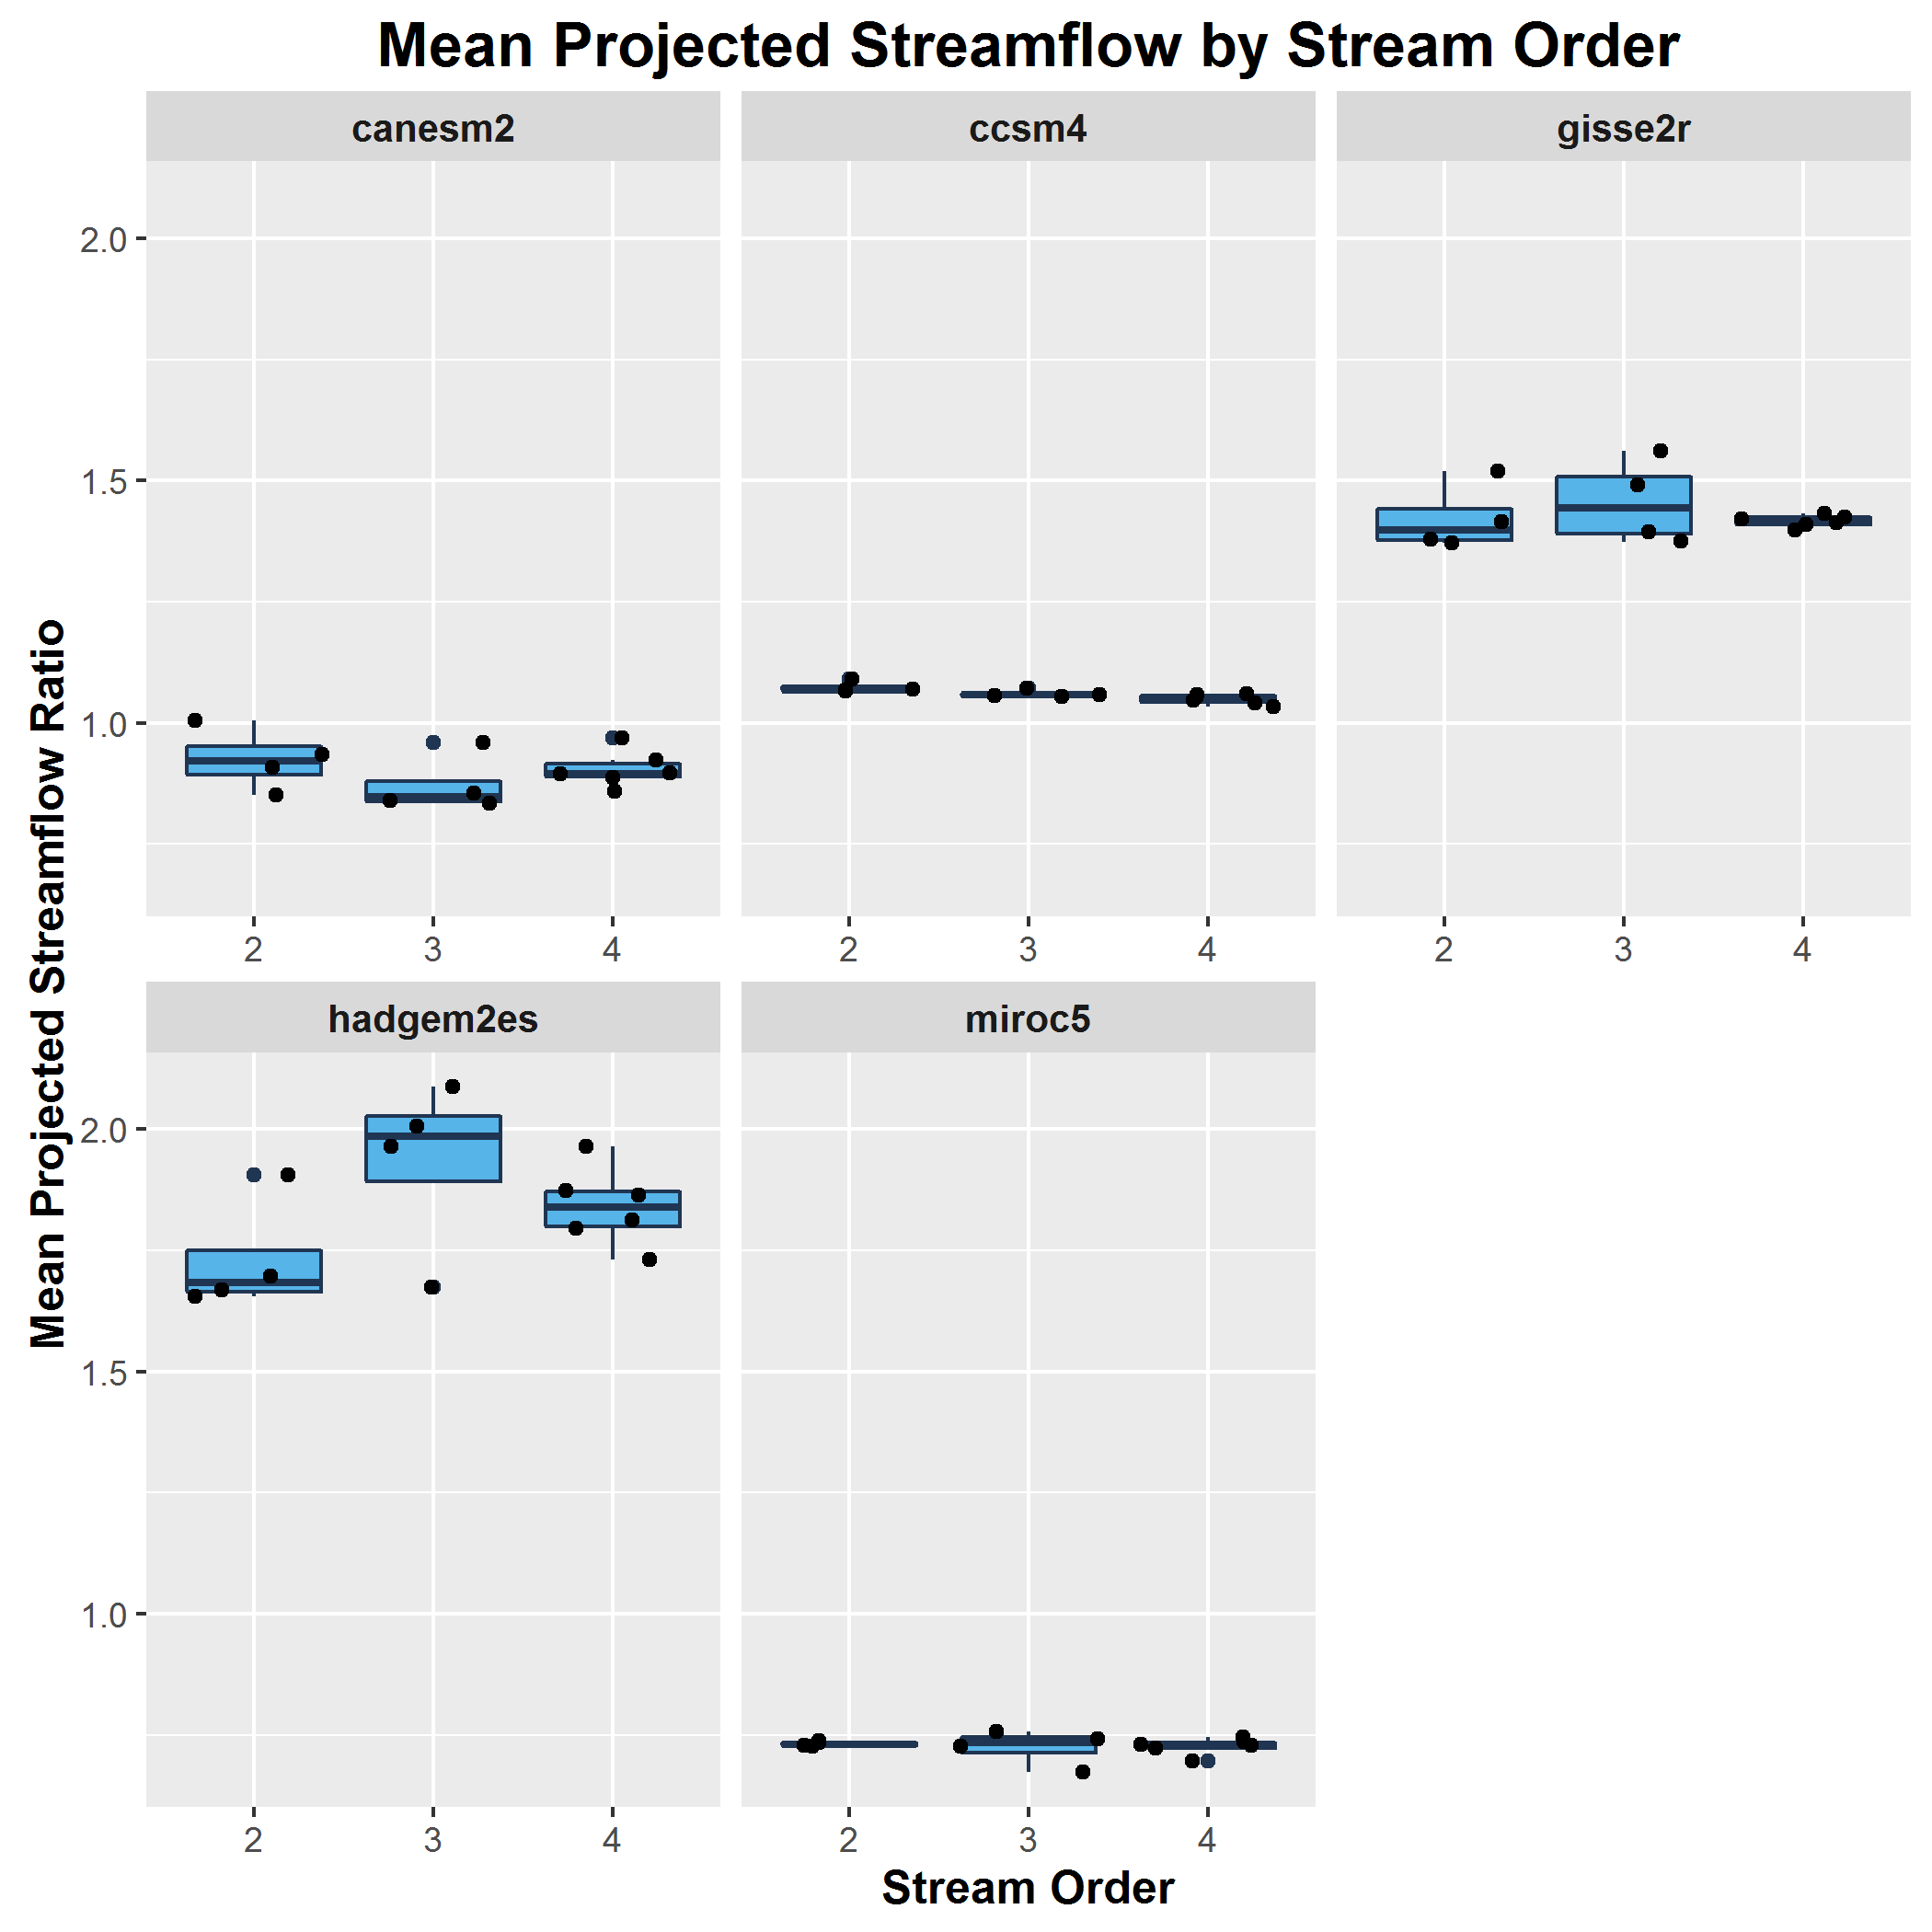 Mean Projected Streamflow by Stream Order
canesm2
ccsm4
gisse2r
2.0
1.5
1.0
2 3 4
2 3 4
2 3 4
Mean Projected Streamflow Ratio
hadgem2es
miroc5
2.0
1.5
1.0
2 3 4
2 3 4
Stream Order